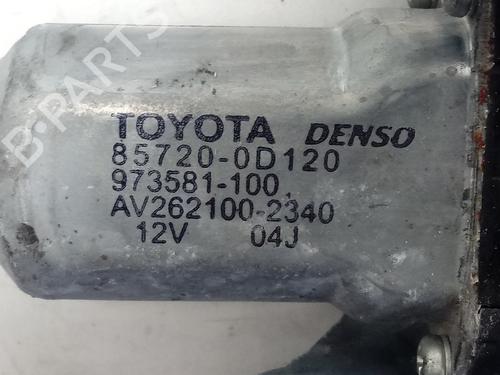 B-PARTS
TOYOTA DENSO
85720-0D120
973581-100
AV262100-2340
12V 04J